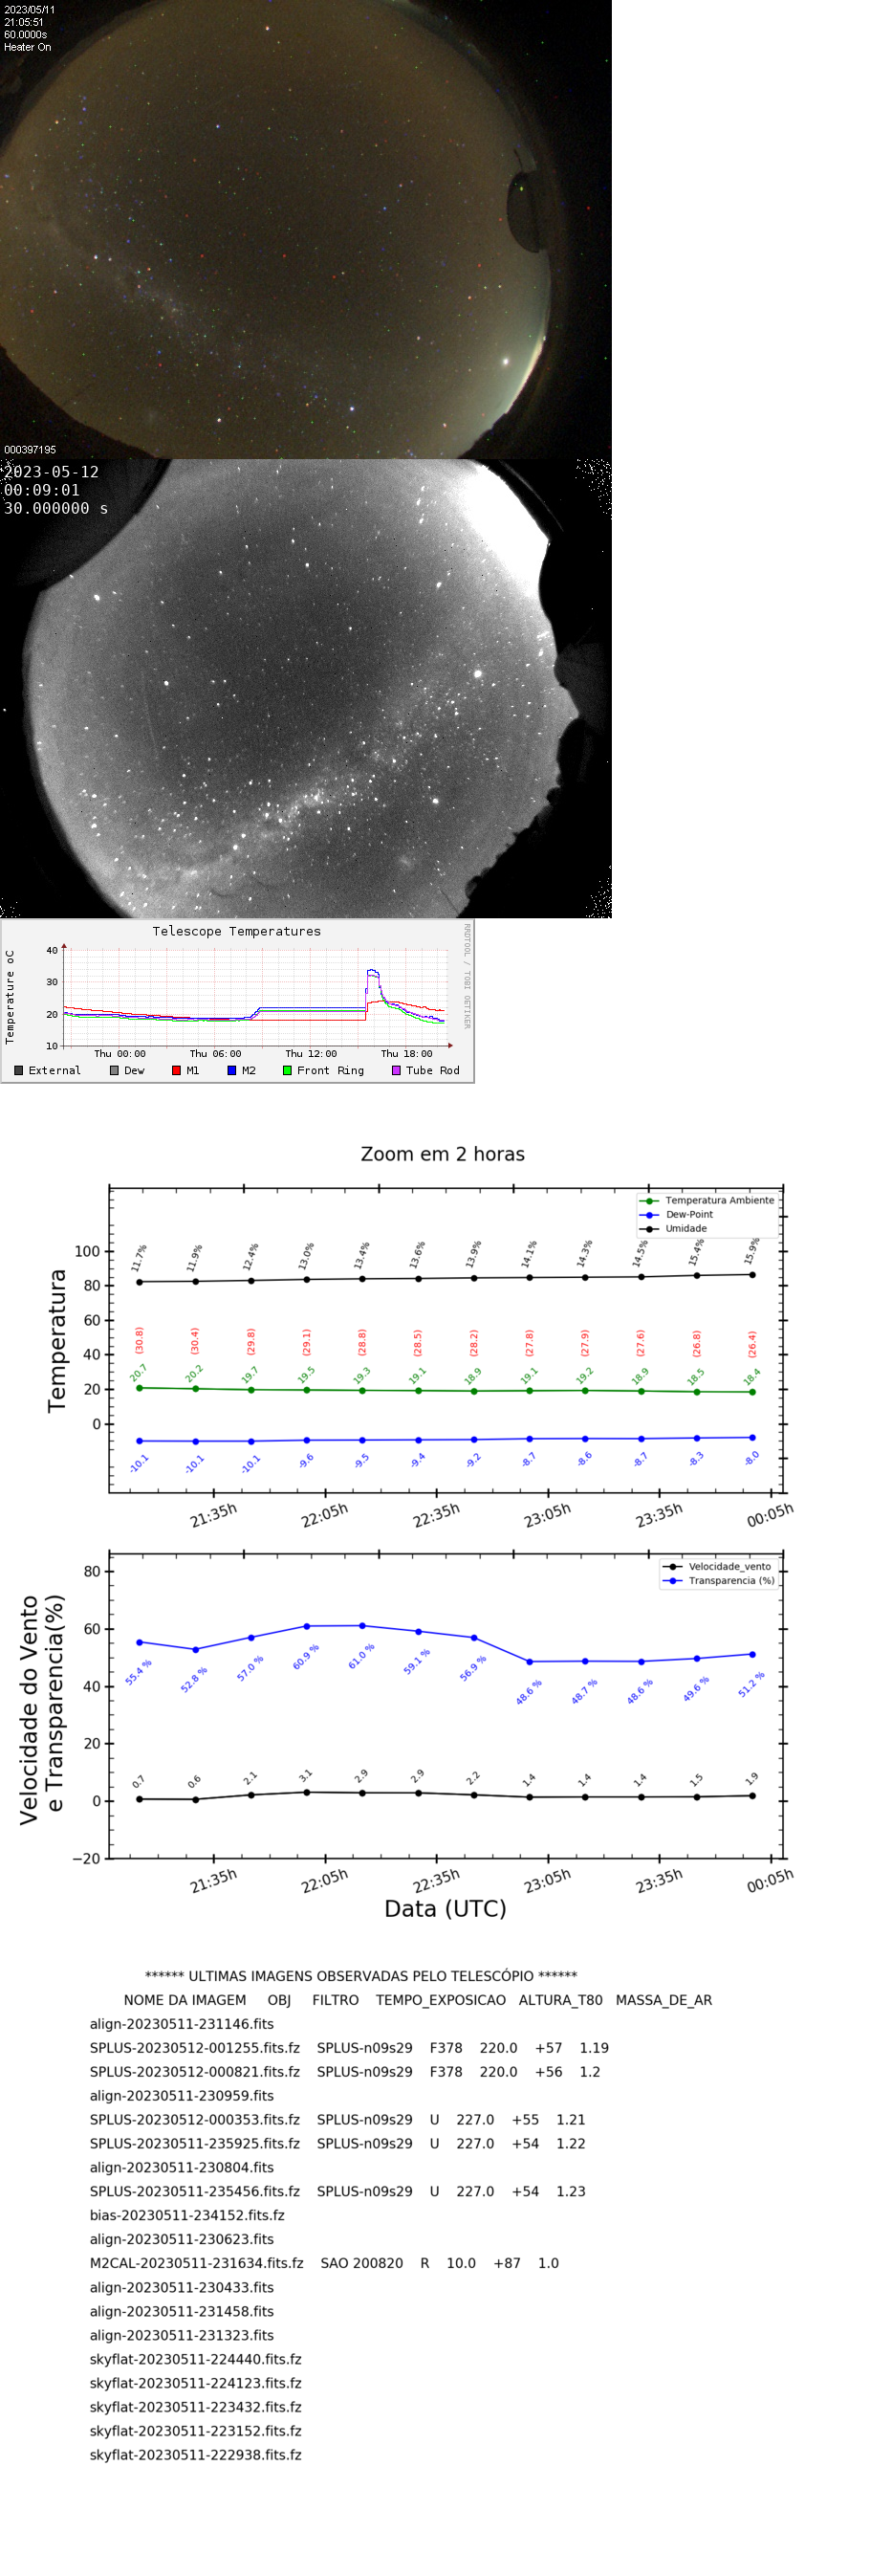 2023/05/11
21:05:51
60.0000s
Heater On
000397195
2023-05-12
00:09:01
30.000000 s
Telescope Temperatures
Temperature oC
40
30
20
10
Thu 00:00 Thu 06:00 Thu 12:00 Thu 18:00
External Dew M1 M2 Front Ring Tube Rod
RRDTOOL / TOBI OETIKER
Zoom em 2 horas
Temperatura Ambiente
Dew-Point
Umidade
Temperatura
100
80
60
40
20
0
11.7% 11.9% 12.4% 13.0% 13.4% 13.6% 13.9% 14.1% 14.3% 14.5% 15.4% 15.9%
(30.8) (30.4) (29.8) (29.1) (28.8) (28.5) (28.2) (27.8) (27.9) (27.6) (26.8) (26.4)
20.7 20.2 19.7 19.5 19.3 19.1 18.9 19.1 19.2 18.9 18.5 18.4
-10.1 -10.1 -10.1 -9.6 -9.5 -9.4 -9.2 -8.7 -8.6 -8.7 -8.3 -8.0
21:35h 22:05h 22:35h 23:05h 23:35h 00:05h
Velocidade_vento
Transparencia (%)
Velocidade do Vento
e Transparencia(%)
80
60
40
20
0
−20
55.4 % 52.8 % 57.0 % 60.9 % 61.0 % 59.1 % 56.9 % 48.6 % 48.7 % 48.6 % 49.6 % 51.2 %
0.7 0.6 2.1 3.1 2.9 2.9 2.2 1.4 1.4 1.4 1.5 1.9
21:35h 22:05h 22:35h 23:05h 23:35h 00:05h
Data (UTC)
****** ULTIMAS IMAGENS OBSERVADAS PELO TELESCÓPIO ******
NOME DA IMAGEM OBJ FILTRO TEMPO_EXPOSICAO ALTURA_T80 MASSA_DE_AR
align-20230511-231146.fits
SPLUS-20230512-001255.fits.fz SPLUS-n09s29 F378 220.0 +57 1.19
SPLUS-20230512-000821.fits.fz SPLUS-n09s29 F378 220.0 +56 1.2
align-20230511-230959.fits
SPLUS-20230512-000353.fits.fz SPLUS-n09s29 U 227.0 +55 1.21
SPLUS-20230511-235925.fits.fz SPLUS-n09s29 U 227.0 +54 1.22
align-20230511-230804.fits
SPLUS-20230511-235456.fits.fz SPLUS-n09s29 U 227.0 +54 1.23
bias-20230511-234152.fits.fz
align-20230511-230623.fits
M2CAL-20230511-231634.fits.fz SAO 200820 R 10.0 +87 1.0
align-20230511-230433.fits
align-20230511-231458.fits
align-20230511-231323.fits
skyflat-20230511-224440.fits.fz
skyflat-20230511-224123.fits.fz
skyflat-20230511-223432.fits.fz
skyflat-20230511-223152.fits.fz
skyflat-20230511-222938.fits.fz